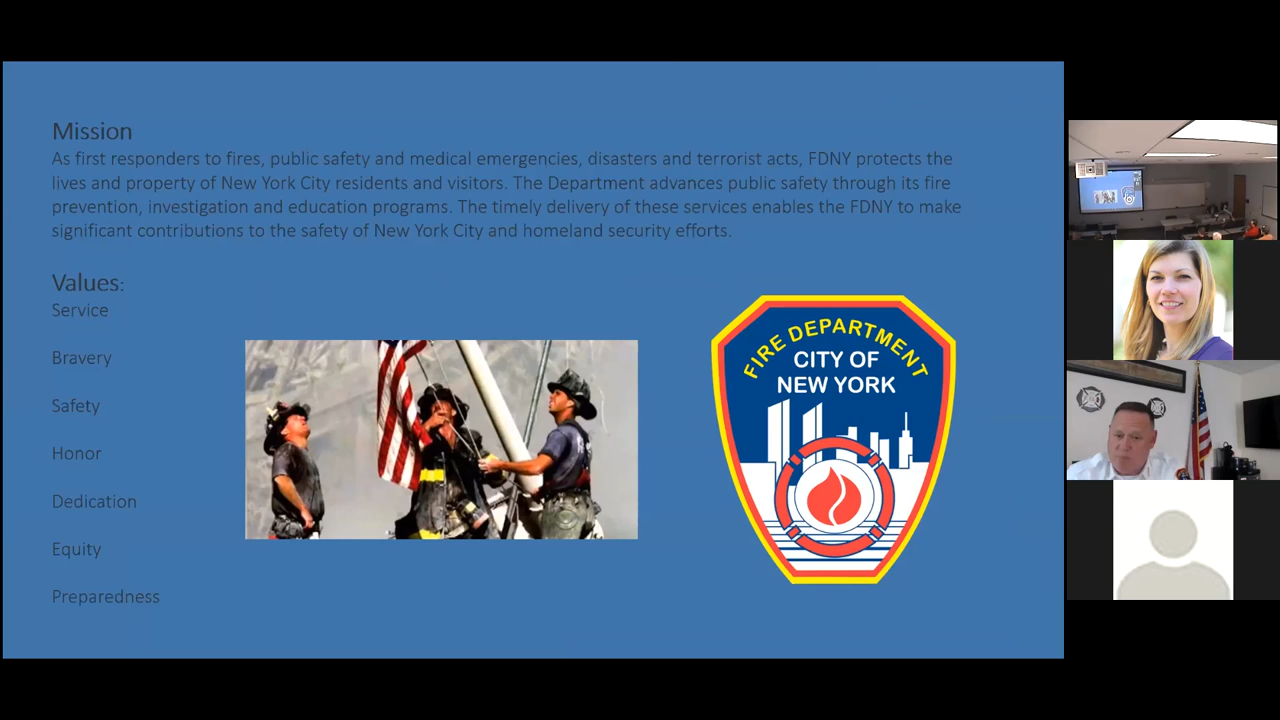 Mission
As first responders to fires, public safety and medical emergencies, disasters and terrorist acts, FDNY protects the
lives and property of New York City residents and visitors. The Department advances public safety through its fire
prevention, investigation and education programs. The timely delivery of these services enables the FDNY to make
significant contributions to the safety of New York City and homeland security efforts.
Values:
Service
Bravery
Safety
Honor
Dedication
Equity
Preparedness
FIRE DEPARTMENT
CITY OF
NEW YORK